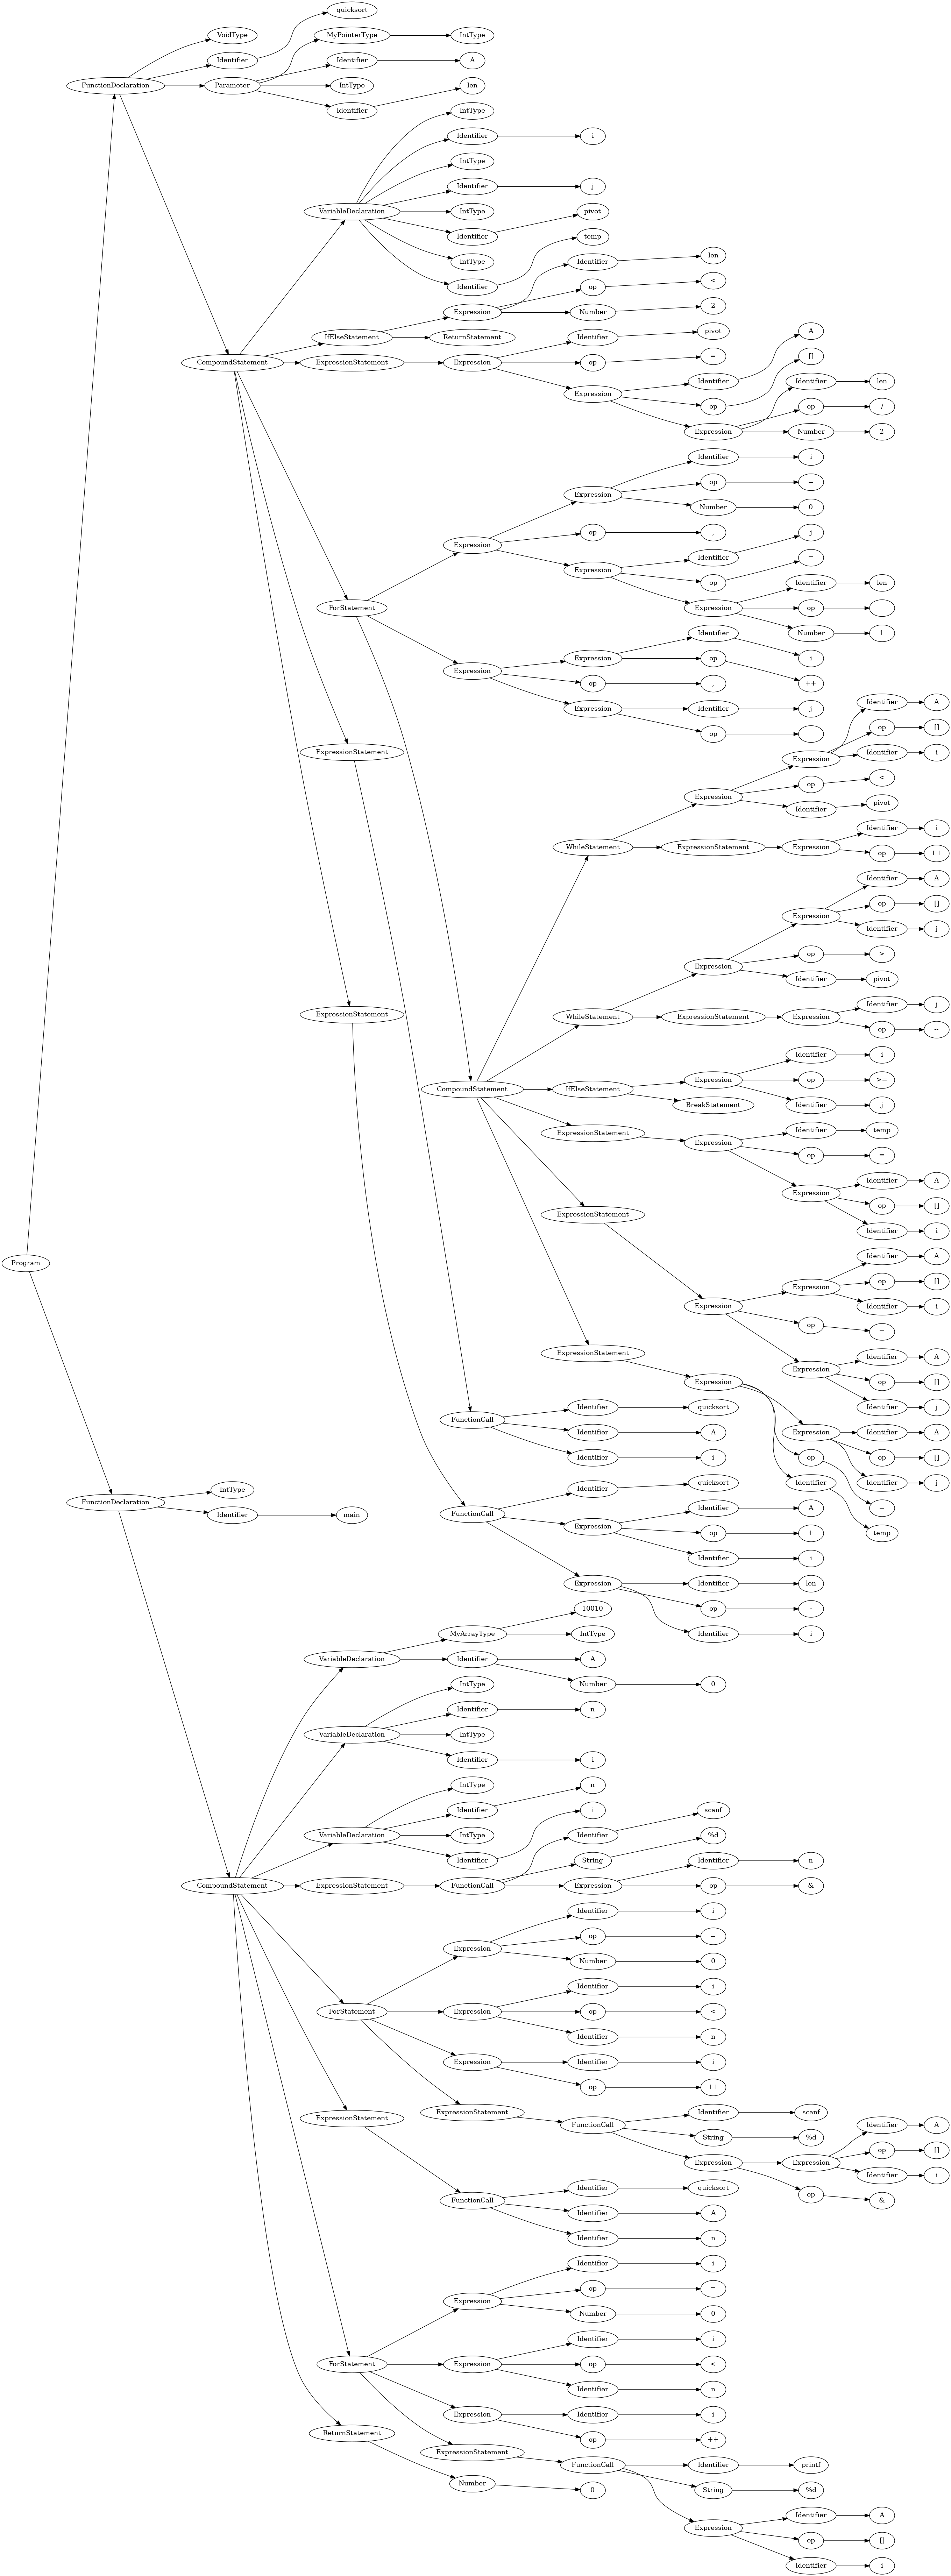 quicksort
VoidType MyPointerType IntType
Identifier Identifier A
FunctionDeclaration Parameter IntType len
Identifier IntType
Identifier i
IntType
Identifier j
VariableDeclaration IntType pivot
Identifier temp
IntType Identifier len
Identifier op <
Expression Number 2
IfElseStatement ReturnStatement Identifier pivot A
CompoundStatement ExpressionStatement Expression op = []
Expression Identifier Identifier len
op op /
Expression Number 2
Identifier i
Expression op =
Number 0
op , j
Expression Identifier =
Expression op Identifier len
ForStatement Expression op -
Identifier Number 1
Expression op i
Expression op , ++
Expression Identifier j
Identifier A
op --
op []
ExpressionStatement Expression Identifier i
op <
Expression Identifier pivot
Identifier i
WhileStatement ExpressionStatement Expression op ++
Identifier A
op []
Expression Identifier j
op >
Expression Identifier pivot
Identifier j
ExpressionStatement WhileStatement ExpressionStatement Expression op --
Identifier i
Expression op >=
CompoundStatement IfElseStatement BreakStatement Identifier j
ExpressionStatement Expression Identifier temp
op =
Expression Identifier A
op []
ExpressionStatement Identifier i
Program Identifier A
Expression op []
Expression Identifier i
op =
ExpressionStatement Identifier A
Expression op []
Expression Identifier j
FunctionCall Identifier quicksort
Identifier A Expression Identifier A
Identifier i op op []
Identifier Identifier j
IntType Identifier quicksort
FunctionDeclaration Identifier main FunctionCall Identifier A =
Expression op + temp
Identifier i
Expression Identifier len
10010 op -
MyArrayType IntType Identifier i
VariableDeclaration Identifier A
IntType Number 0
Identifier n
VariableDeclaration IntType
Identifier i
IntType n
Identifier i scanf
VariableDeclaration IntType Identifier %d
Identifier String Identifier n
CompoundStatement ExpressionStatement FunctionCall Expression op &
Identifier i
Expression op =
Number 0
Identifier i
ForStatement Expression op <
Identifier n
Expression Identifier i
op ++
ExpressionStatement ExpressionStatement FunctionCall Identifier scanf
String %d Identifier A
Expression Expression op []
Identifier i
FunctionCall Identifier quicksort op &
Identifier A
Identifier n
Identifier i
Expression op =
Number 0
Identifier i
ForStatement Expression op <
Identifier n
Expression Identifier i
ReturnStatement op ++
ExpressionStatement FunctionCall Identifier printf
Number 0 String %d
Identifier A
Expression op []
Identifier i